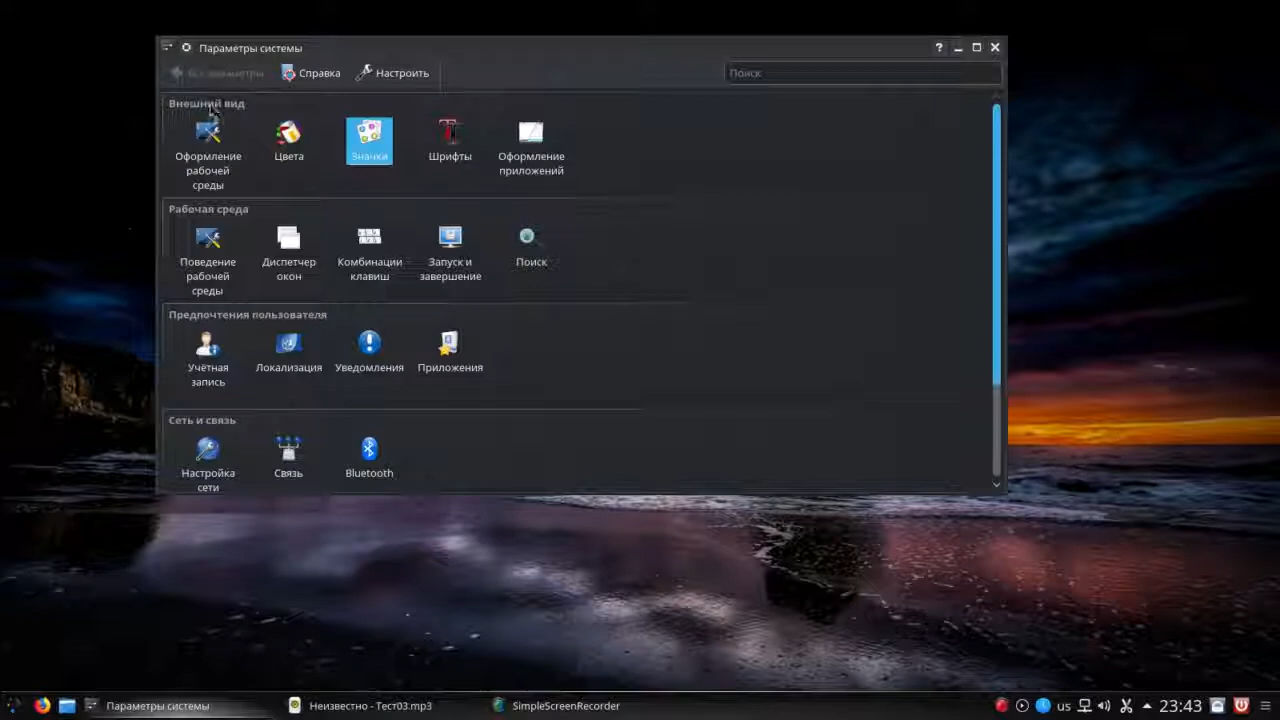 Параметры системы
Все параметры
Справка
Настроить
Поиск
Внешний вид
Оформление
рабочей
среды
Цвета
Значки
Шрифты
Оформление
приложений
Рабочая среда
Поведение
рабочей
среды
Диспетчер
окон
Комбинации
клавиш
Запуск и
завершение
Поиск
Предпочтения пользователя
Учётная
запись
Локализация
Уведомления
Приложения
Сеть и связь
Настройка
сети
Связь
Bluetooth
Параметры системы
Неизвестно - Тест03.mp3
SimpleScreenRecorder
us
23:43